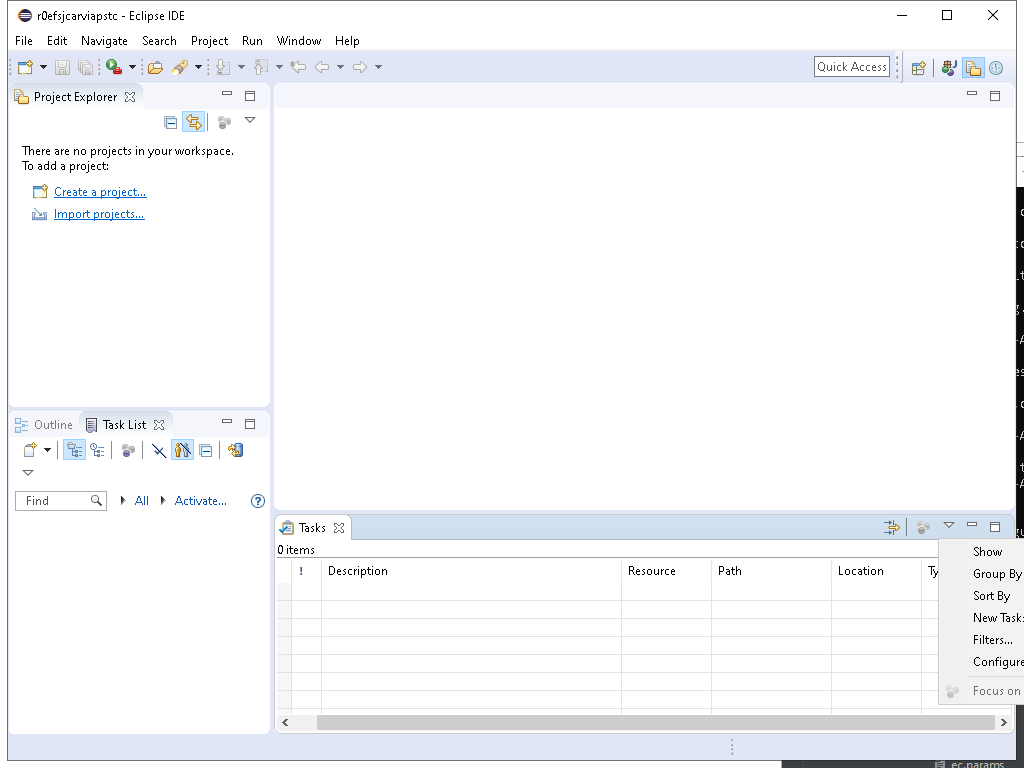 r0efsjcarviapstc - Eclipse IDE
File Edit Navigate Search Project Run Window Help
Quick Access
Project Explorer
There are no projects in your workspace.
To add a project:
Create a project...
Import projects...
Outline Task List
Find All Activate...
Tasks
0 items
! Description Resource Path Location Ty
Show
Group By
Sort By
New Task
Filters...
Configure
Focus on
ec.params